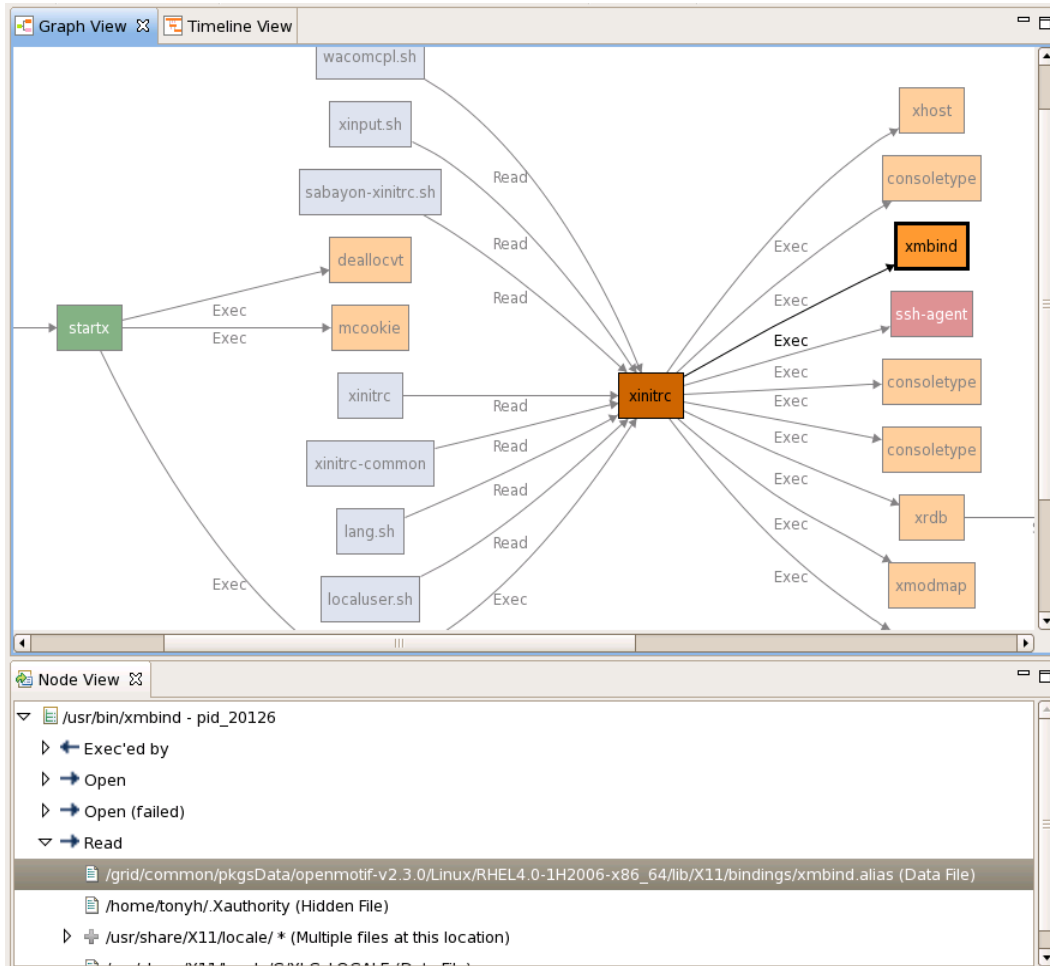 Graph View
Timeline View
wacomcpl.sh
xinput.sh
sabayon-xinitrc.sh
deallocvt
mcookie
startx
xinitrc
xinitrc-common
lang.sh
localuser.sh
Exec
Exec
Exec
Read
Read
Read
Read
Read
Read
Read
Exec
xinitrc
Exec
Exec
Exec
Exec
Exec
Exec
Exec
Exec
Exec
xhost
consoletype
xmbind
ssh-agent
consoletype
consoletype
xrdb
xmodmap
Node View
/usr/bin/xmbind - pid_20126
Exec'ed by
Open
Open (failed)
Read
/grid/common/pkgsData/openmotif-v2.3.0/Linux/RHEL4.0-1H2006-x86_64/lib/X11/bindings/xmbind.alias (Data File)
/home/tonyh/.Xauthority (Hidden File)
/usr/share/X11/locale/ * (Multiple files at this location)